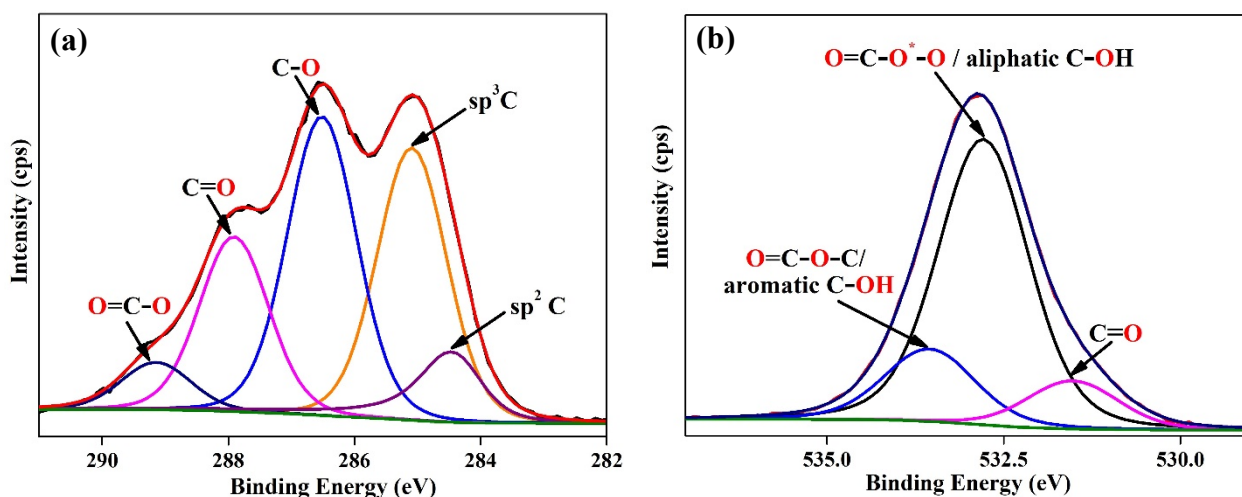 (a)
C-O
sp³C
C=O
O=C-O
sp² C
Intensity (cps)
290
288
286
284
282
Binding Energy (eV)
(b)
O=C-O*-O / aliphatic C-OH
O=C-O-C/
aromatic C-OH
C=O
Intensity (cps)
535.0
532.5
530.0
Binding Energy (eV)